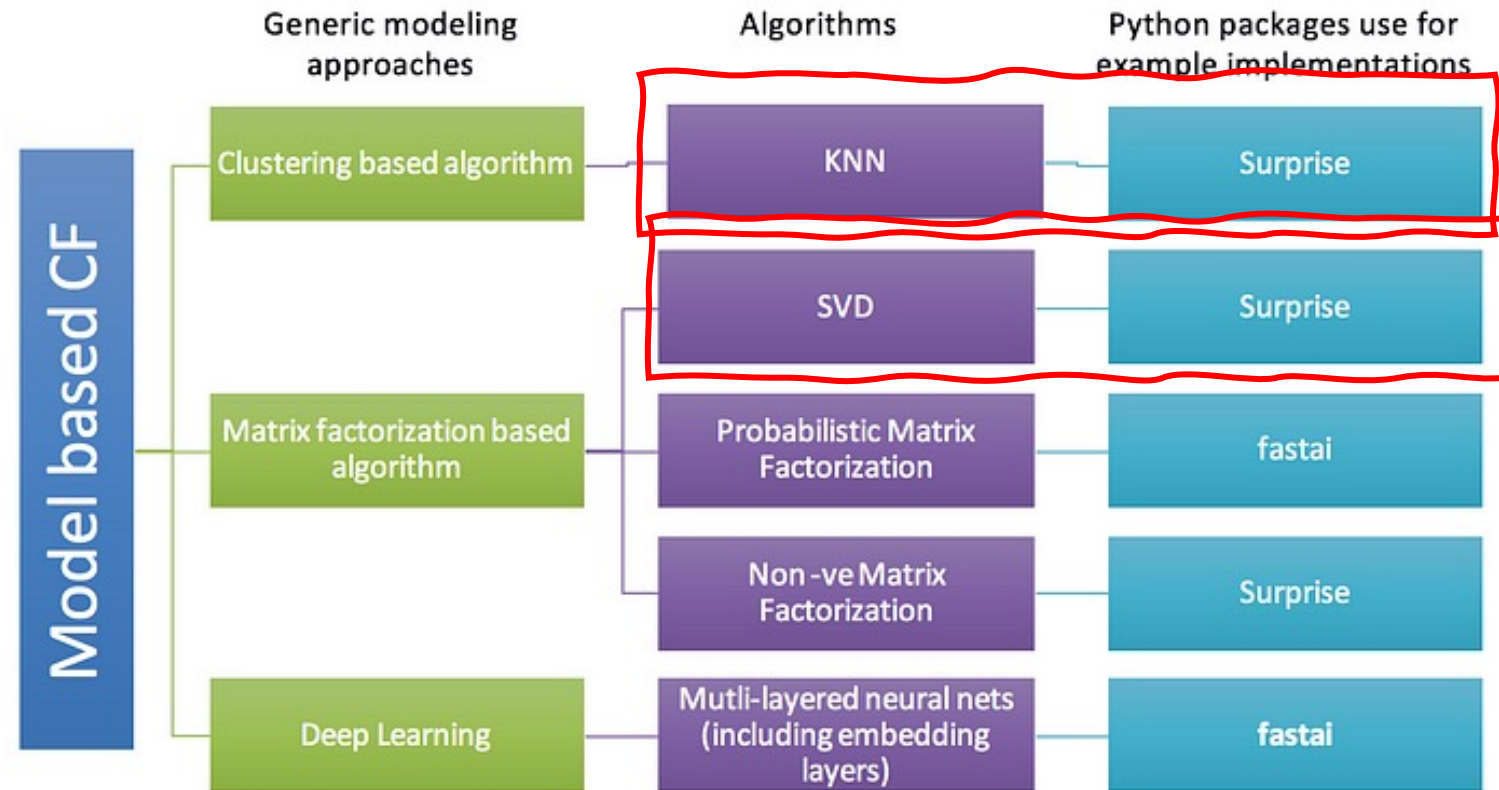 Generic modeling
approaches
Algorithms
Python packages use for
example implementations
Model based CF
Clustering based algorithm
KNN
Surprise
SVD
Surprise
Matrix factorization based
algorithm
Probabilistic Matrix
Factorization
fastai
Non -ve Matrix
Factorization
Surprise
Deep Learning
Mutli-layered neural nets
(including embedding
layers)
fastai